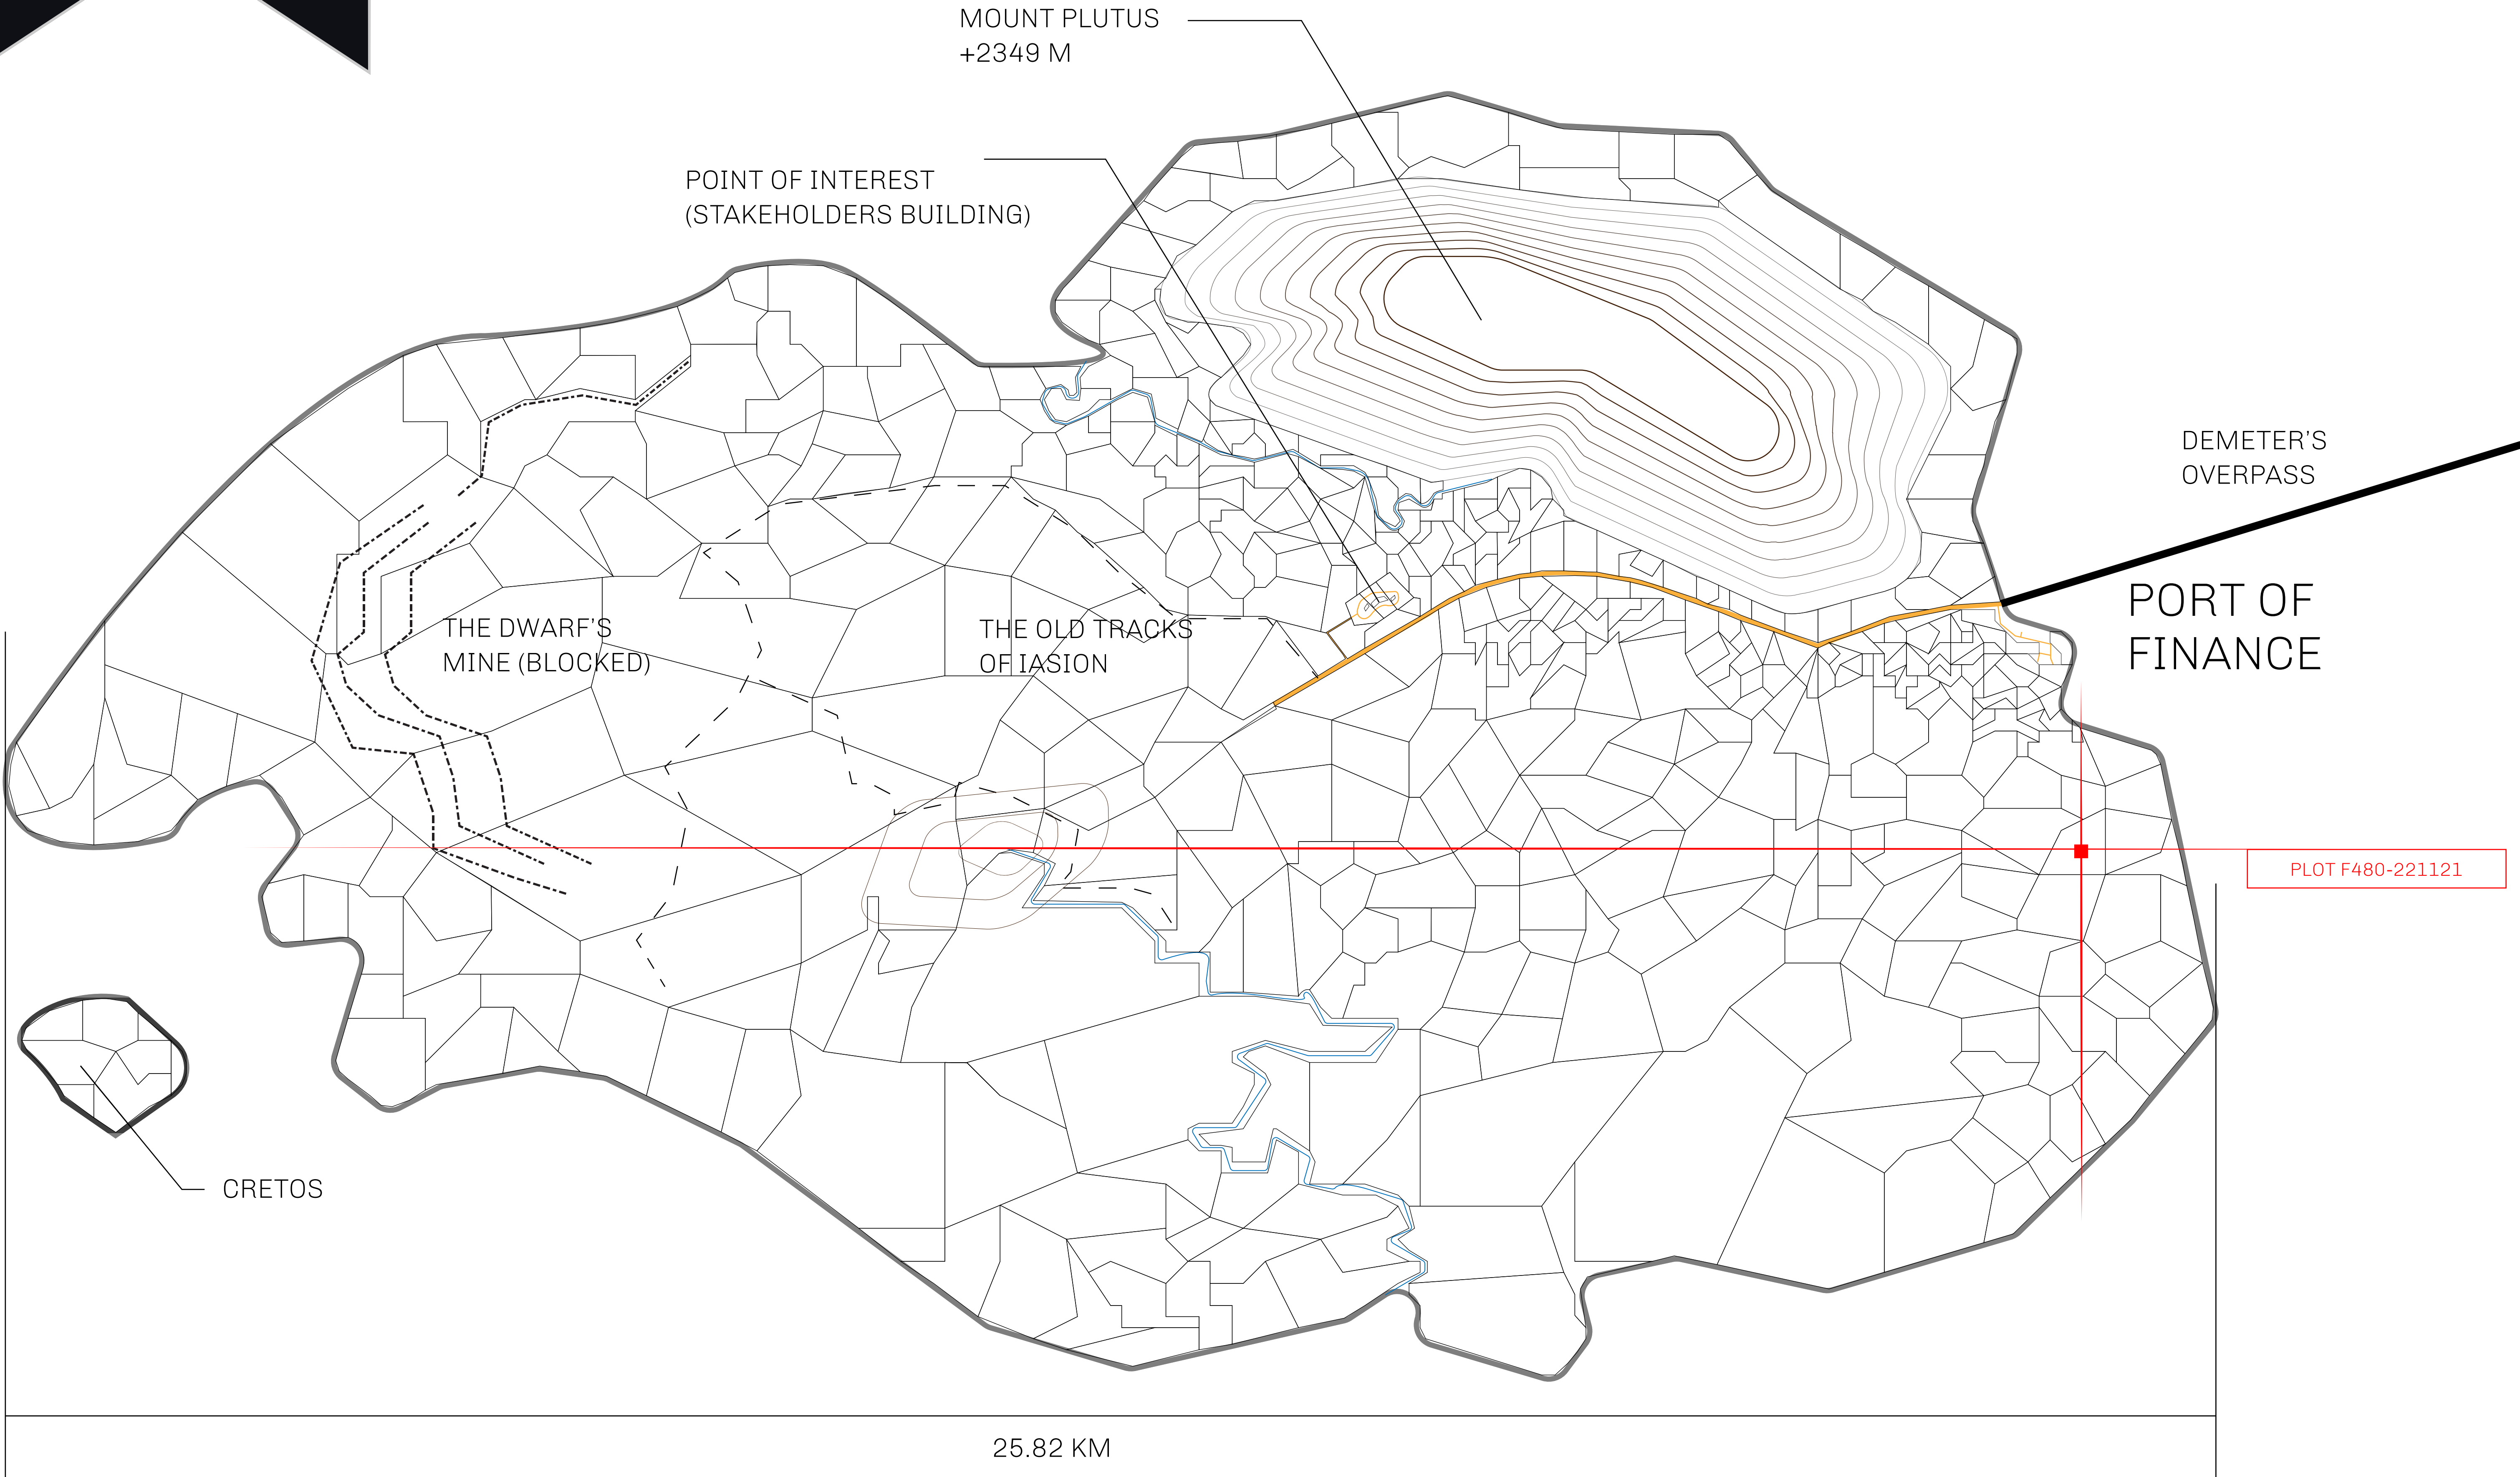 MOUNT PLUTUS
+2349 M
POINT OF INTEREST
(STAKEHOLDERS BUILDING)
DEMETER'S
OVERPASS
PORT OF
FINANCE
THE DWARF'S
MINE (BLOCKED)
THE OLD TRACKS
OF IASION
PLOT F480-221121
CRETOS
25.82 KM